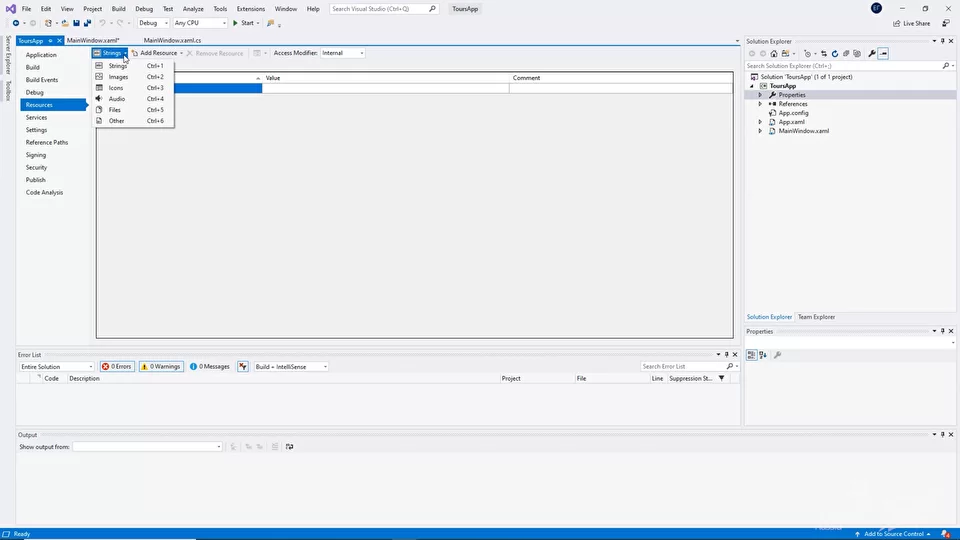 File Edit View Project Build Debug Test Analyze Tools Extensions Window Help Search Visual Studio (Ctrl+Q) ToursApp ET
Debug Any CPU Start Live Share
Server Explorer
Toolbox
ToursApp MainWindow.xaml* MainWindow.xaml.cs
Application
Build
Build Events
Debug
Resources
Services
Settings
Reference Paths
Signing
Security
Publish
Code Analysis
Strings Add Resource Remove Resource Access Modifier: Internal
Strings Ctrl+1
Images Ctrl+2
Icons Ctrl+3
Audio Ctrl+4
Files Ctrl+5
Other Ctrl+6
Value Comment
Solution Explorer
Search Solution Explorer (Ctrl+;)
Solution 'ToursApp' (1 of 1 project)
ToursApp
Properties
References
App.config
App.xaml
MainWindow.xaml
Solution Explorer Team Explorer
Properties
Error List
Entire Solution 0 Errors 0 Warnings 0 Messages Build + IntelliSense Search Error List
Code Description Project File Line Suppression St...
Output
Show output from:
Ready Add to Source Control